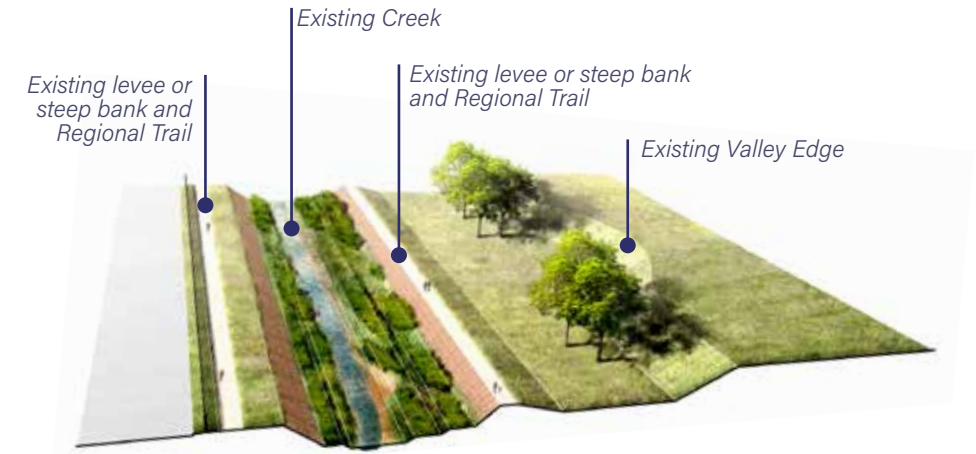 Existing Creek
Existing levee or
steep bank and
Regional Trail
Existing levee or steep bank
and Regional Trail
Existing Valley Edge